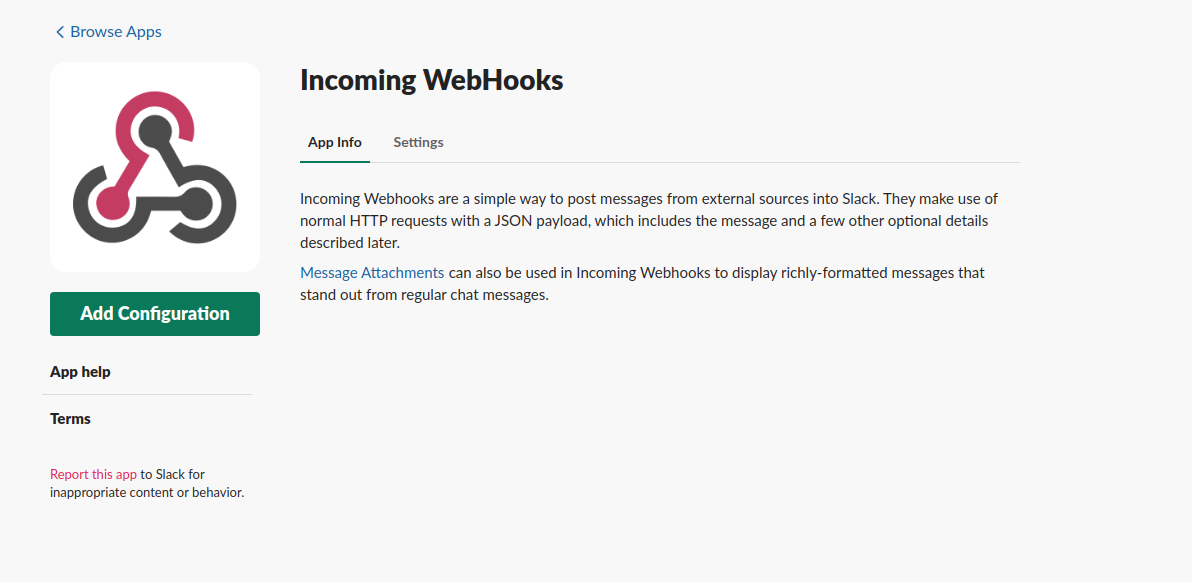 Browse Apps
Incoming WebHooks
App Info
Settings
Incoming Webhooks are a simple way to post messages from external sources into Slack. They make use of
normal HTTP requests with a JSON payload, which includes the message and a few other optional details
described later.
Message Attachments can also be used in Incoming Webhooks to display richly-formatted messages that
stand out from regular chat messages.
Add Configuration
App help
Terms
Report this app to Slack for
inappropriate content or behavior.